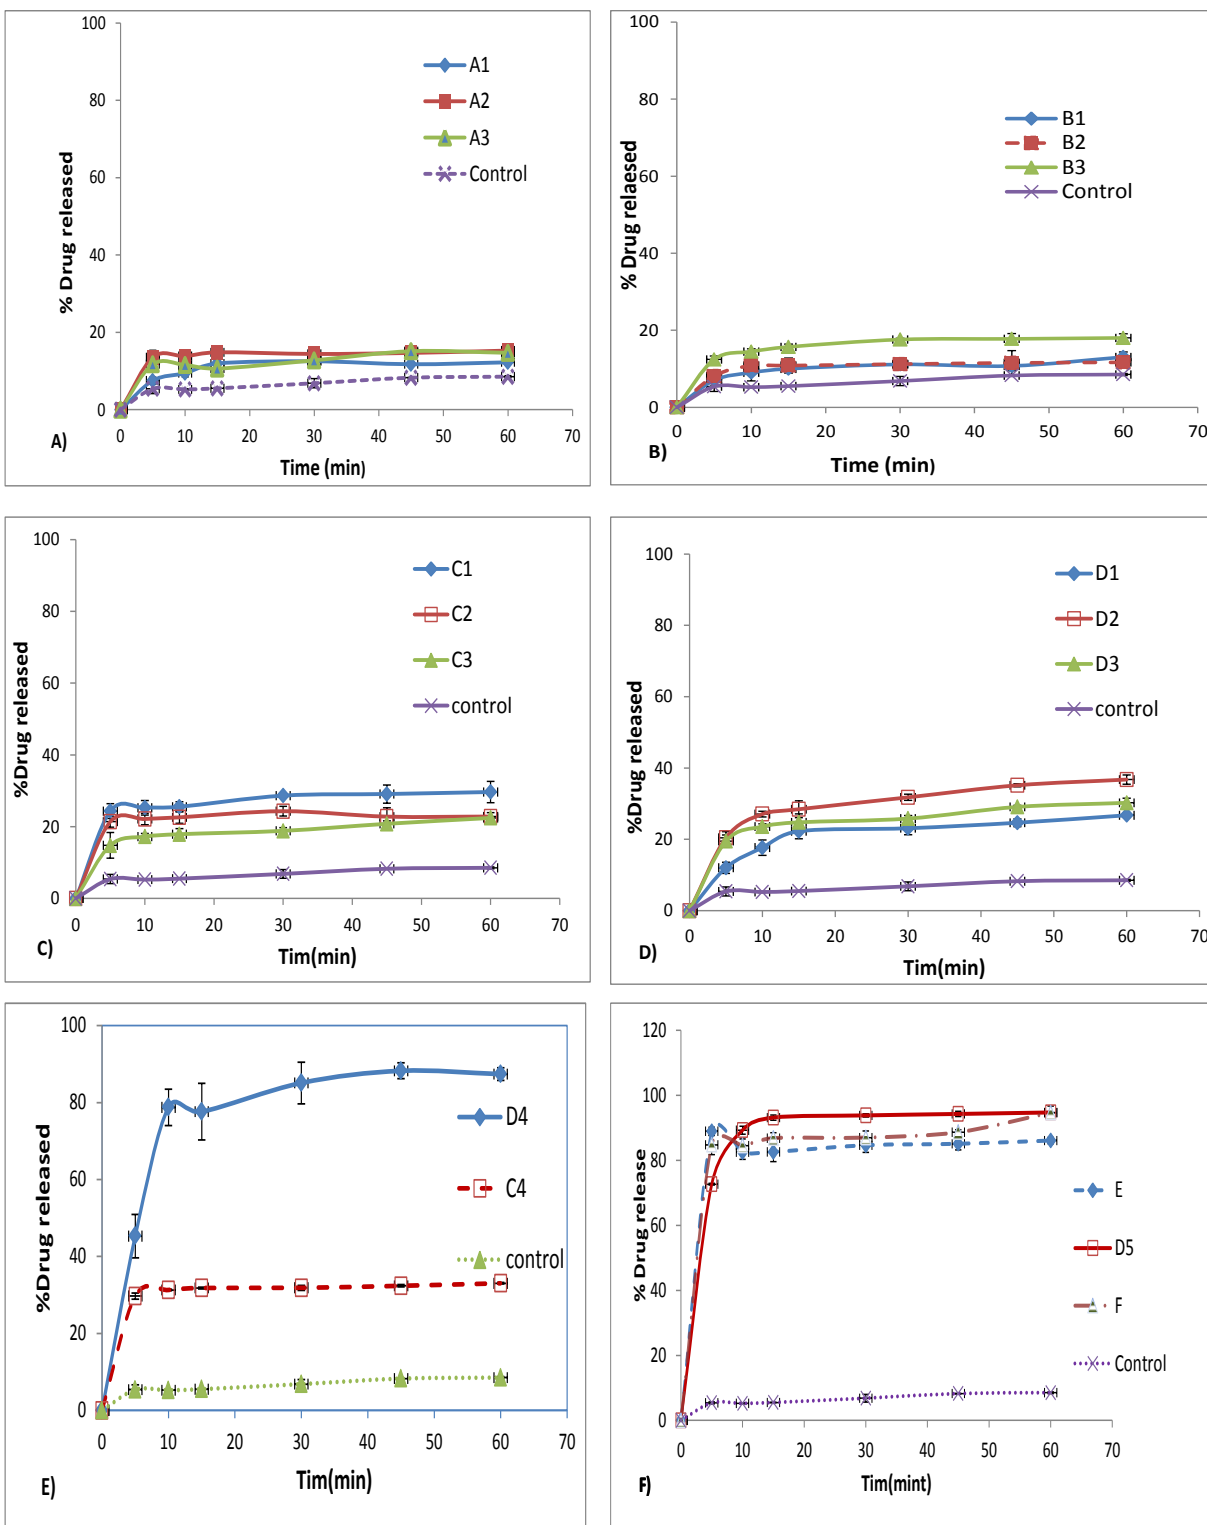 100
80
60
40
20
0
% Drug released
A1
A2
A3
Control
0 10 20 30 40 50 60 70
Time (min)
A)
100
80
60
40
20
0
% Drug relaesed
B1
B2
B3
Control
0 10 20 30 40 50 60 70
Time (min)
B)
100
80
60
40
20
0
%Drug released
C1
C2
C3
control
0 10 20 30 40 50 60 70
Tim(min)
C)
100
80
60
40
20
0
%Drug released
D1
D2
D3
control
0 10 20 30 40 50 60 70
Tim(min)
D)
100
80
60
40
20
0
%Drug released
D4
C4
control
0 10 20 30 40 50 60 70
Tim(min)
E)
120
100
80
60
40
20
0
% Drug release
E
D5
F
Control
0 10 20 30 40 50 60 70
Tim(mint)
F)